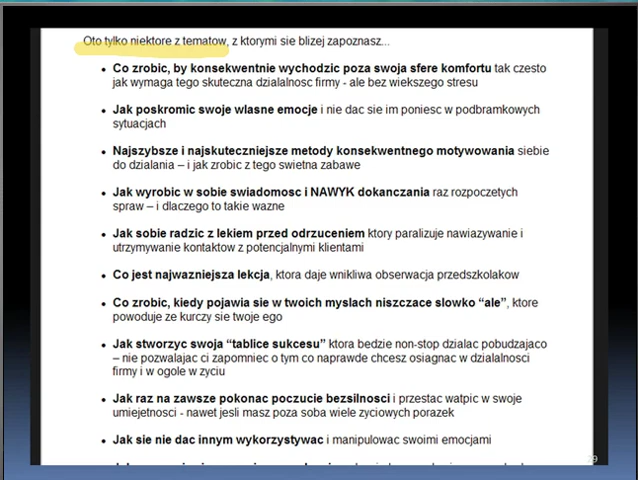 Oto tylko niektore z tematow, z ktorymi sie blizej zapoznasz...
• Co zrobic, by konsekwentnie wychodzic poza swoja sfere komfortu tak czesto
jak wymaga tego skuteczna dzialalnosc firmy - ale bez wiekszego stresu
• Jak poskromic swoje wlasne emocje i nie dac sie im poniesc w podbramkowych
sytuacjach
• Najszybsze i najskuteczniejsze metody konsekwentnego motywowania siebie
do dzialania – i jak zrobic z tego swietna zabawe
• Jak wyrobic w sobie swiadomosc i NAWYK dokanczania raz rozpoczetych
spraw – i dlaczego to takie wazne
• Jak sobie radzic z lekiem przed odrzuceniem ktory paralizuje nawiazywanie i
utrzymywanie kontaktow z potencjalnymi klientami
• Co jest najwazniejsza lekcja, ktora daje wnikliwa obserwacja przedszkolakow
• Co zrobic, kiedy pojawia sie w twoich myslach niszczace slowko “ale”, ktore
powoduje ze kurczy sie twoje ego
• Jak stworzyc swoja “tablice sukcesu” ktora bedzie non-stop dzialac pobudzajaco
– nie pozwalajac ci zapomniec o tym co naprawde chcesz osiagnac w dzialalnosci
firmy i w ogole w zyciu
• Jak raz na zawsze pokonac poczucie bezsilnosci i przestac watpic w swoje
umiejetnosci - nawet jesli masz poza soba wiele zyciowych porazek
• Jak sie nie dac innym wykorzystywac i manipulowac swoimi emocjami